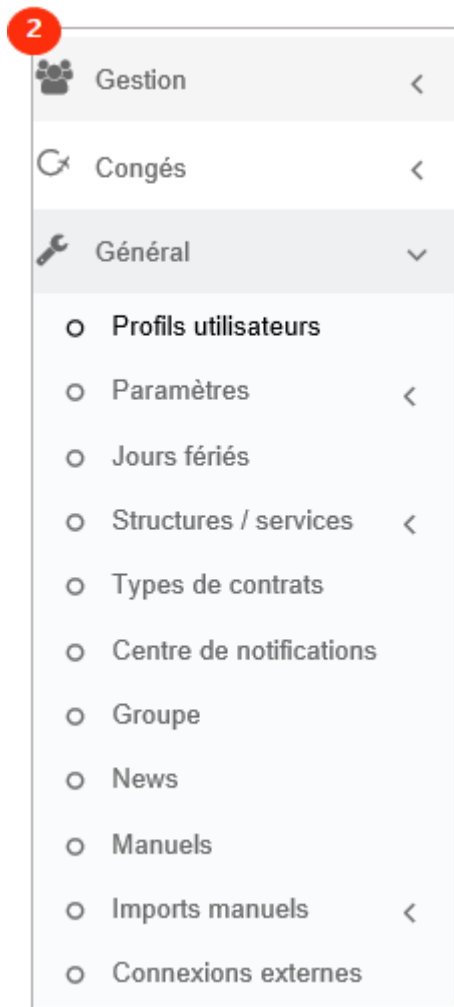 2
Gestion
Congés
Général
Profils utilisateurs
Paramètres
Jours fériés
Structures / services
Types de contrats
Centre de notifications
Groupe
News
Manuels
Imports manuels
Connexions externes